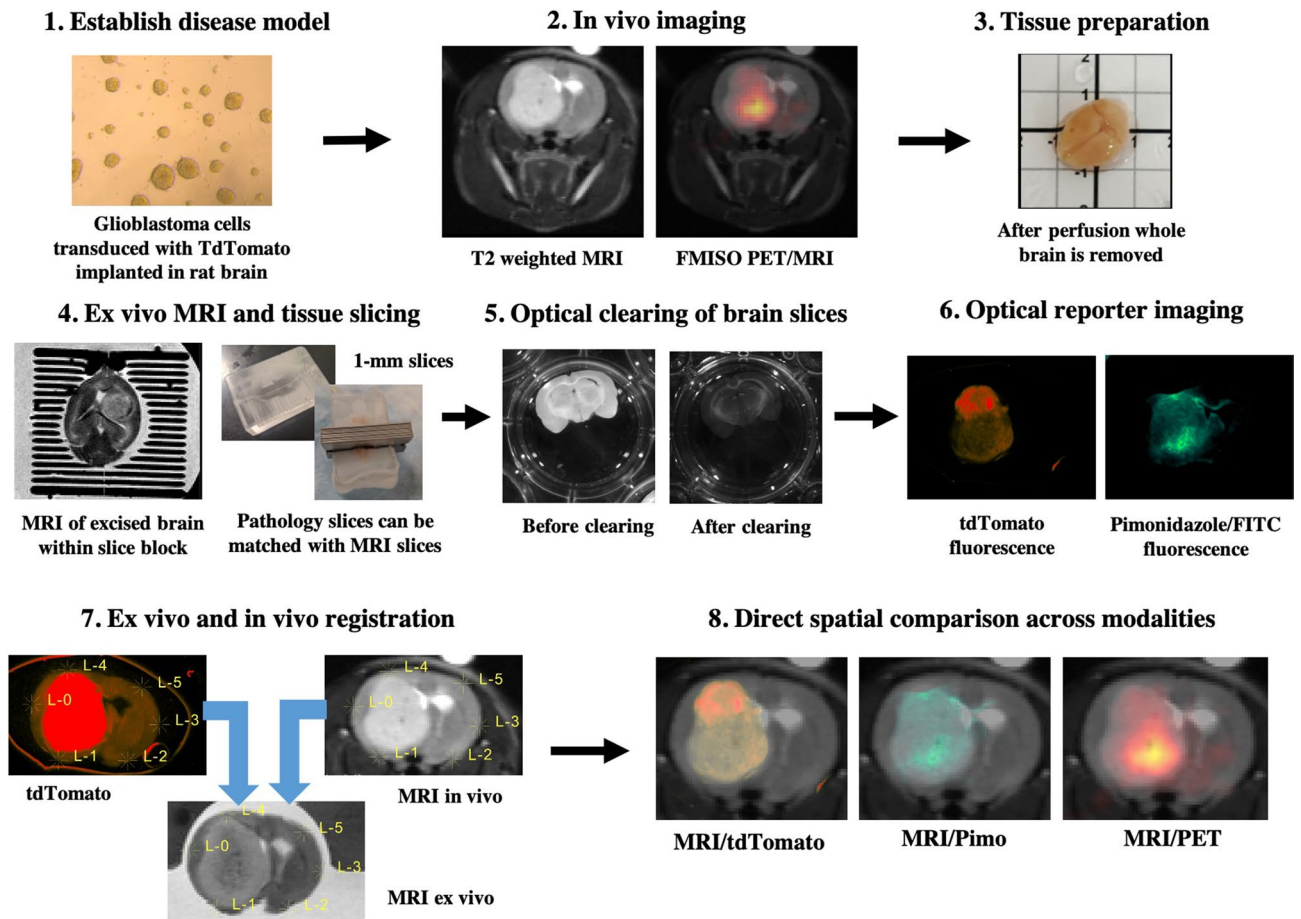 1. Establish disease model
2. In vivo imaging
3. Tissue preparation
2
1
1
-1
Glioblastoma cells
transduced with TdTomato
implanted in rat brain
T2 weighted MRI
FMISO PET/MRI
After perfusion whole
brain is removed
4. Ex vivo MRI and tissue slicing
5. Optical clearing of brain slices
6. Optical reporter imaging
1-mm slices
MRI of excised brain
within slice block
Pathology slices can be
matched with MRI slices
Before clearing
After clearing
tdTomato
fluorescence
Pimonidazole/FITC
fluorescence
7. Ex vivo and in vivo registration
8. Direct spatial comparison across modalities
L-4
L-5
L-0
L-3
L-1
L-2
tdTomato
L-4
L-5
L-0
L-3
L-1
L-2
MRI in vivo
L-4
L-5
L-0
L-3
L-1
L-2
MRI ex vivo
MRI/tdTomato
MRI/Pimo
MRI/PET